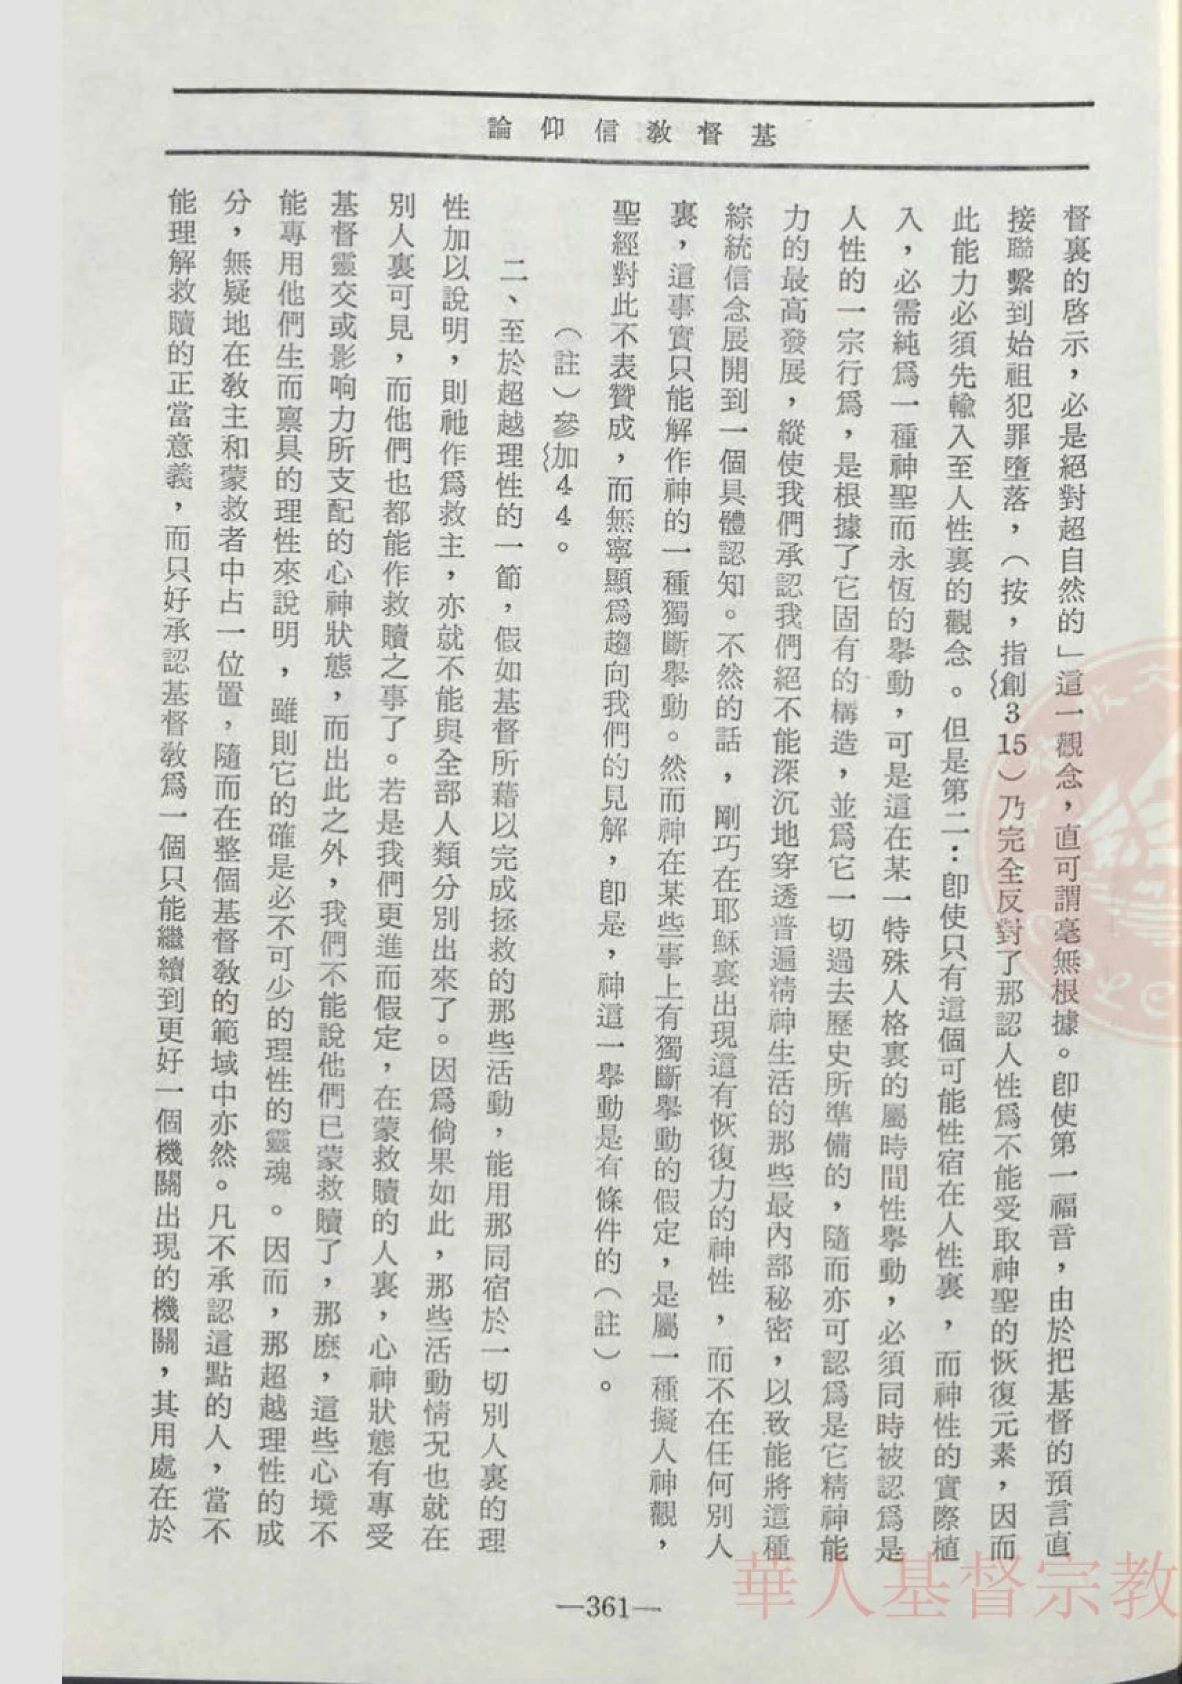 基督敎信仰論
督裏的啓示，必是絕對超自然的」這一觀念，直可謂毫無根據。卽使第一福音，由於把基督的預言直
接聯繫到始祖犯罪墮落，（按，指創3 15）乃完全反對了那認人性爲不能受取神聖的恢復元素，因而
此能力必須先輸入至人性裏的觀念。但是第二：卽使只有這個可能性宿在人性裏，而神性的實際植
入，必需純爲一種神聖而永恆的舉動，可是這在某一特殊人格裏的屬時間性舉動，必須同時被認爲是
人性的一宗行爲，是根據了它固有的構造，並爲它一切過去歷史所準備的，隨而亦可認爲是它精神能
力的最高發展，縱使我們承認我們絕不能深沉地穿透普遍精神生活的那些最內部秘密，以致能將這種
綜統信念展開到一個具體認知。不然的話，剛巧在耶穌裏出現這有恢復力的神性，而不在任何別人
裏，這事實只能解作神的一種獨斷舉動。然而神在某些事上有獨斷舉動的假定，是屬一種擬人神觀，
聖經對此不表贊成，而無寧顯爲趨向我們的見解，卽是，神這一舉動是有條件的（註）。
（註）參加4 4。
二、至於超越理性的一節，假如基督所藉以完成拯救的那些活動，能用那同宿於一切別人裏的理
性加以說明，則祂作爲救主，亦就不能與全部人類分別出來了。因爲倘果如此，那些活動情況也就在
別人裏可見，而他們也都能作救贖之事了。若是我們更進而假定，在蒙救贖的人裏，心神狀態有專受
基督靈交或影响力所支配的心神狀態，而出此之外，我們不能說他們已蒙救贖了，那麽，這些心境不
能專用他們生而禀具的理性來說明，雖則它的確是必不可少的理性的靈魂。因而，那超越理性的成
分，無疑地在敎主和蒙救者中占一位置，隨而在整個基督敎的範域中亦然。凡不承認這點的人，當不
能理解救贖的正當意義，而只好承認基督敎爲一個只能繼續到更好一個機關出現的機關，其用處在於
—361—
華人基督宗教